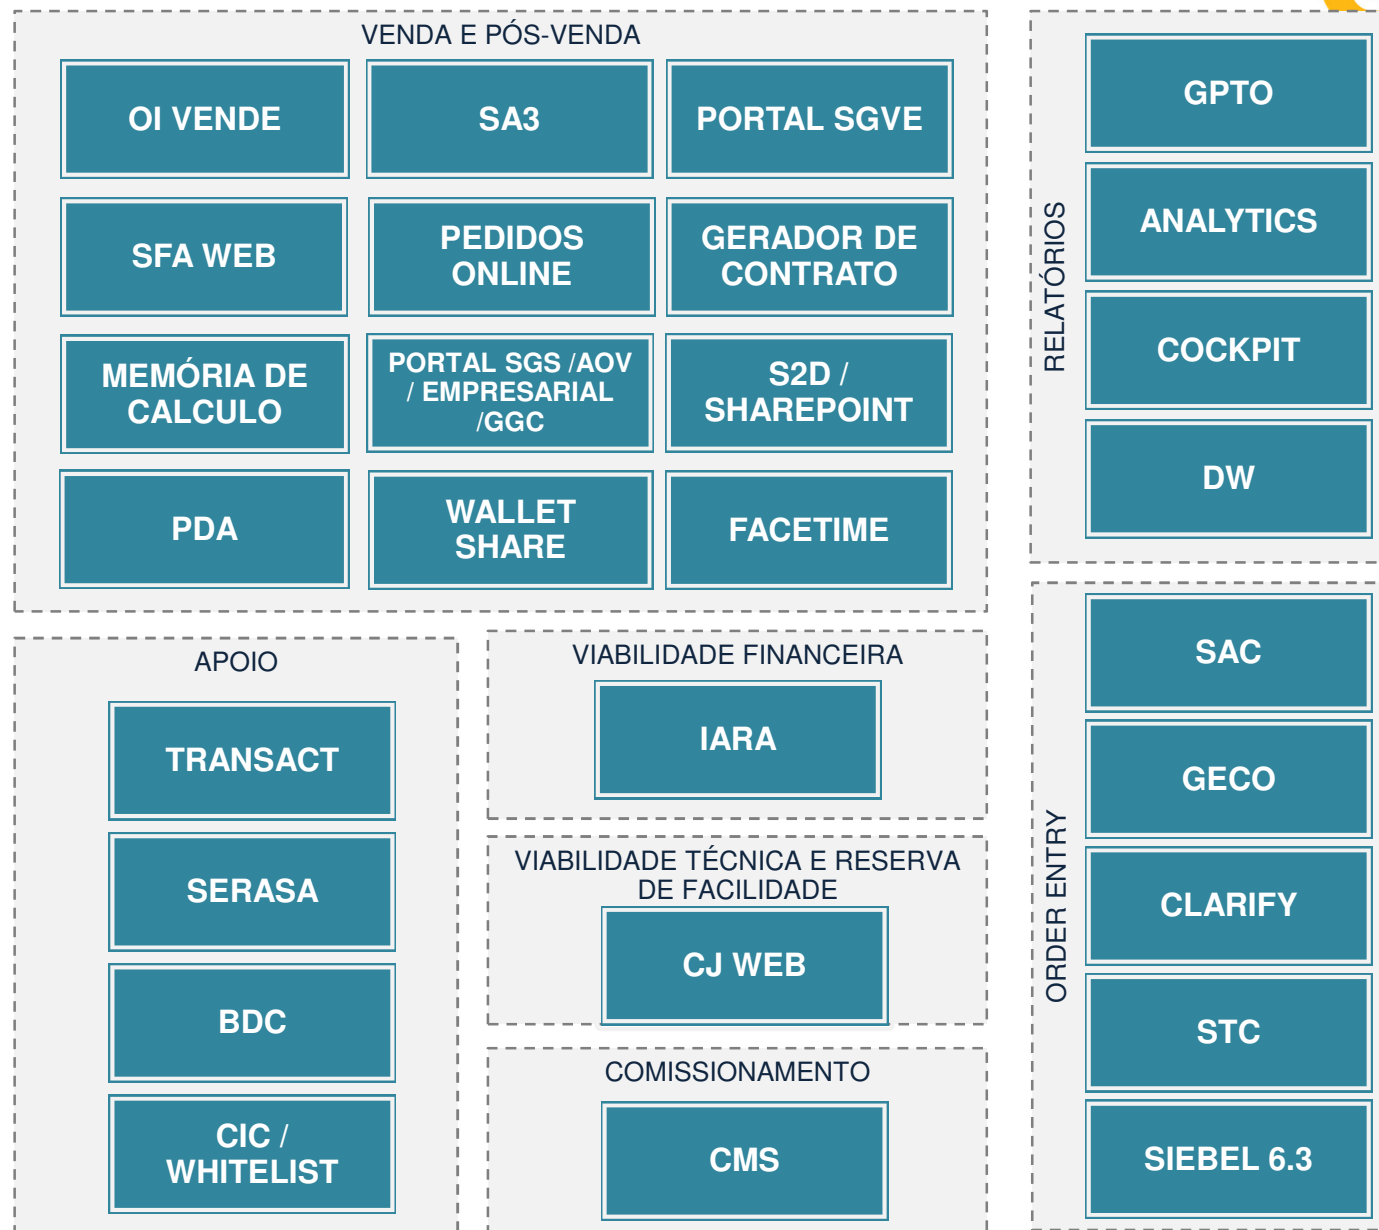 VENDA E PÓS-VENDA
OI VENDE
SA3
PORTAL SGVE
SFA WEB
PEDIDOS
ONLINE
GERADOR DE
CONTRATO
MEMÓRIA DE
CALCULO
PORTAL SGS /AOV
/ EMPRESARIAL
/GGC
S2D /
SHAREPOINT
PDA
WALLET
SHARE
FACETIME
RELATÓRIOS
GPTO
ANALYTICS
COCKPIT
DW
APOIO
TRANSACT
SERASA
BDC
CIC /
WHITELIST
VIABILIDADE FINANCEIRA
IARA
VIABILIDADE TÉCNICA E RESERVA
DE FACILIDADE
CJ WEB
COMISSIONAMENTO
CMS
ORDER ENTRY
SAC
GECO
CLARIFY
STC
SIEBEL 6.3